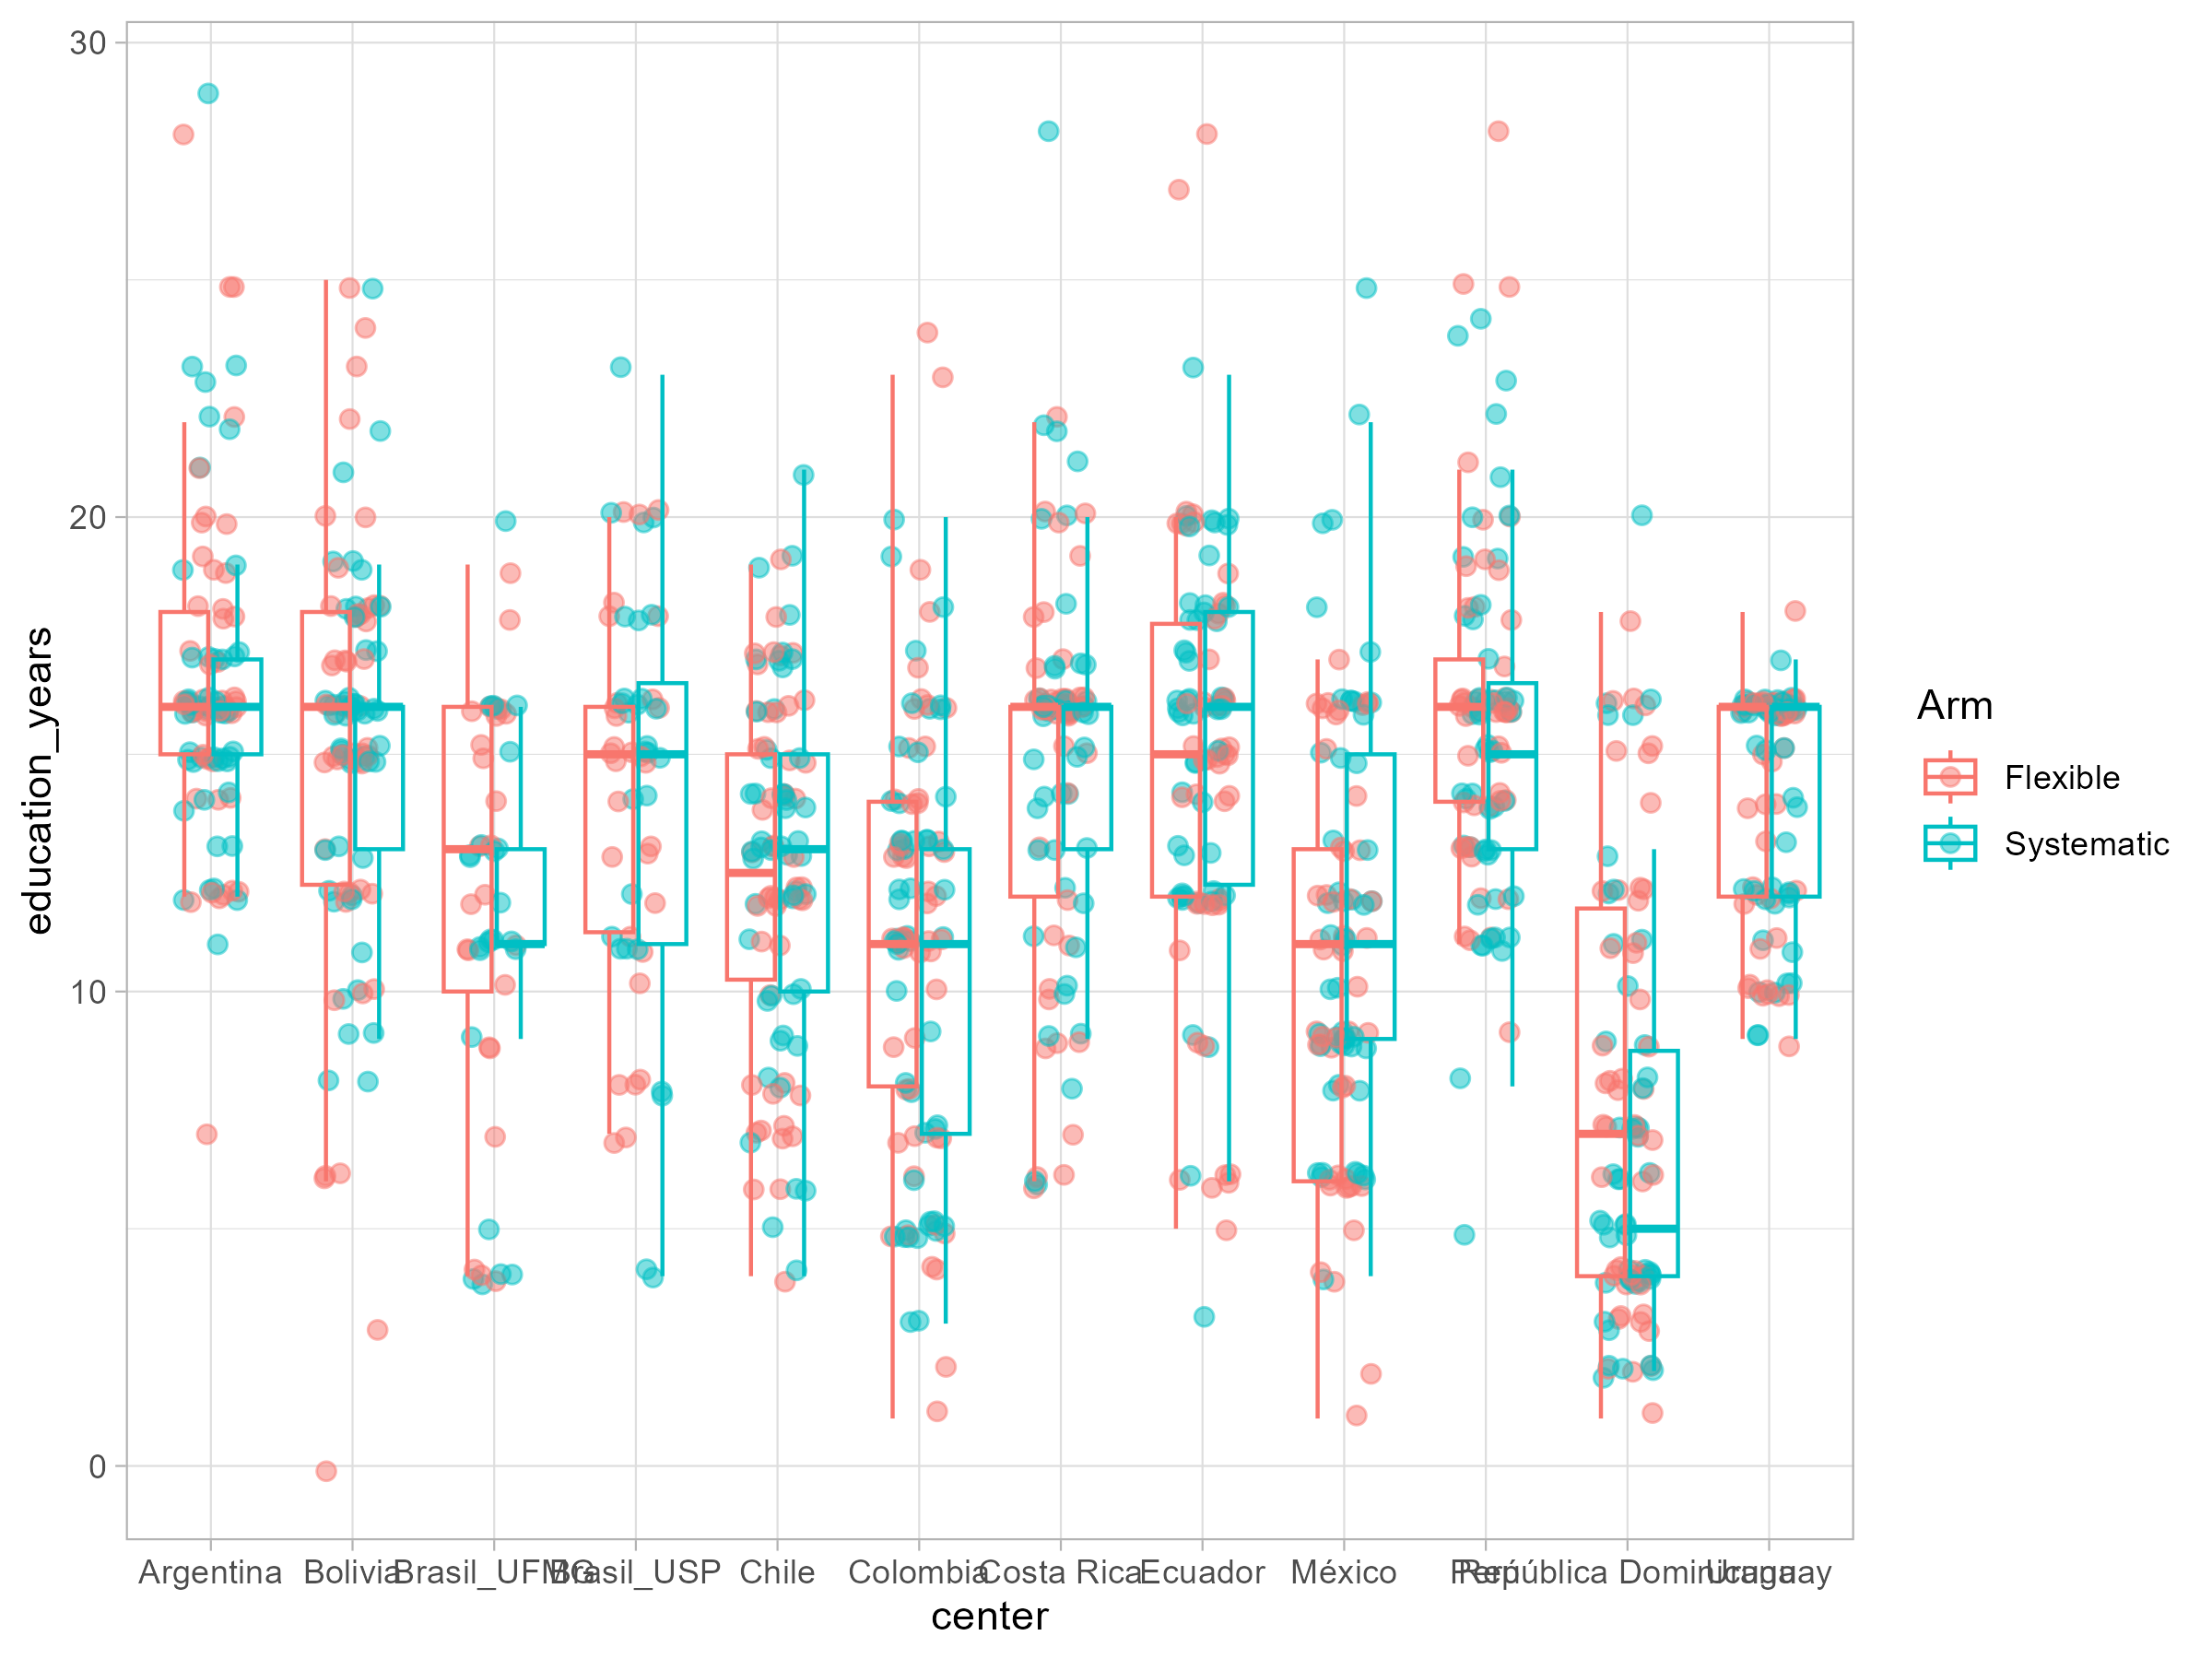 30
20
10
0
education_years
Argentina Bolivia Brasil_UFMG Brasil_USP Chile Colombia Costa Rica Ecuador México Perú República Dominicana Uruguay
center
Arm
Flexible
Systematic